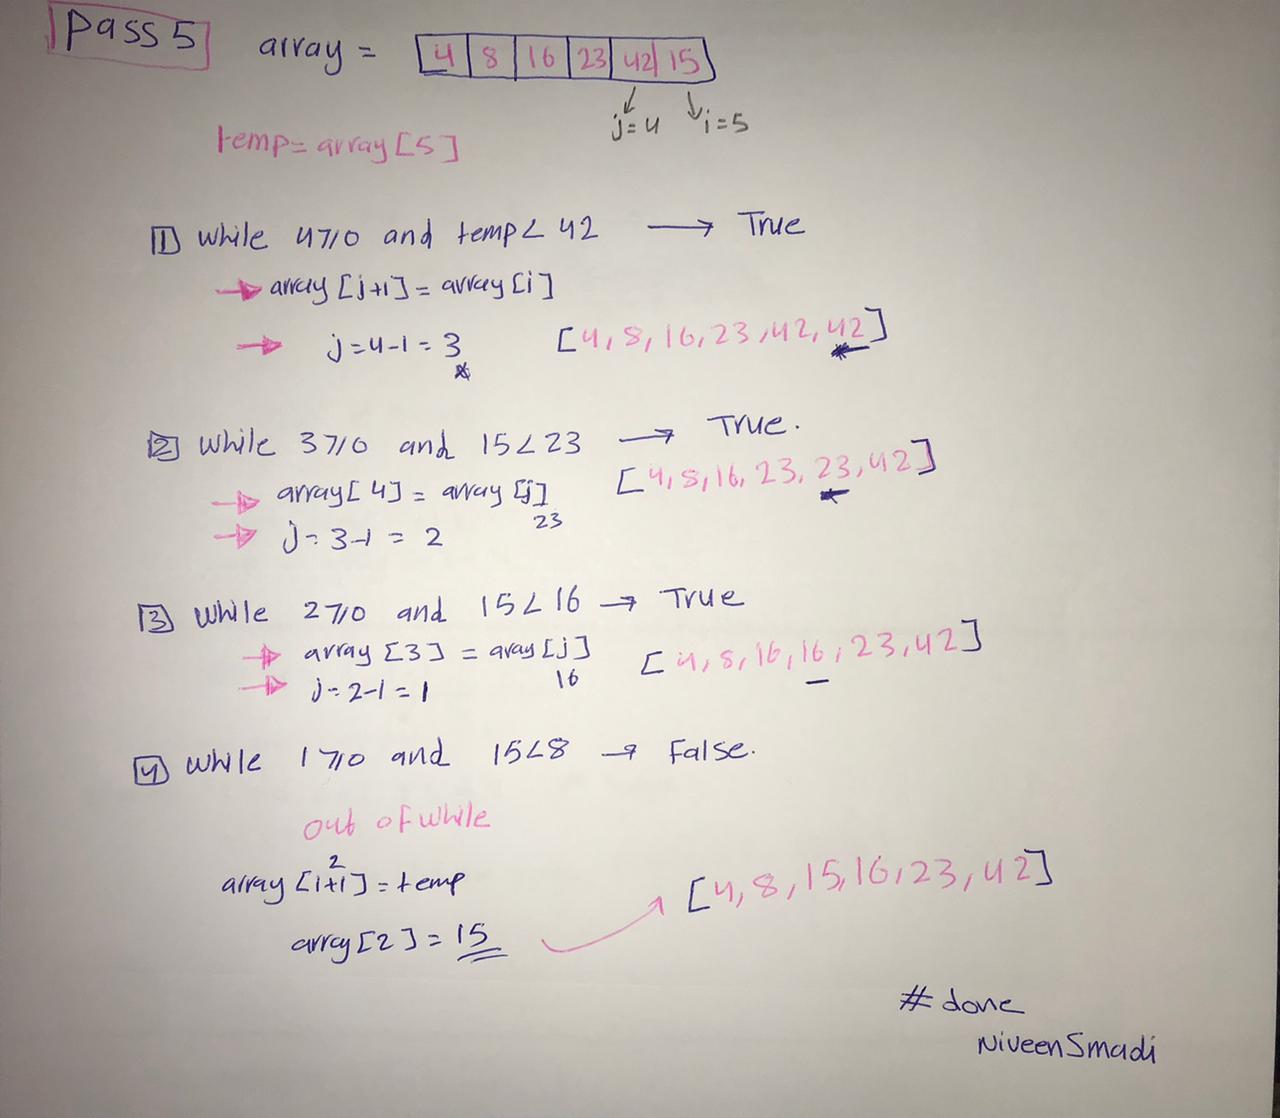 Pass 5
array = [4 | 8 | 16 | 23 | 42 | 15]
j=4 i=5
temp= array[5]
1 while 4>=0 and temp< 42 → True
→ array [j+1] = array [i]
→ j=4-1 = 3 [4, 8, 16, 23, 42, 42]
2 while 3>=0 and 15<23 → True.
→ array[4] = array [j] [4, 8, 16, 23, 23, 42]
23
→ j= 3-1 = 2
3 while 2>=0 and 15<16 → True
→ array [3] = aray [j] [4, 8, 16, 16, 23, 42]
16
→ j= 2-1 = 1
4 while 1>=0 and 15<8 → False.
out of while
2
array [1+1] = temp [4, 8, 15, 16, 23, 42]
array [2] = 15
# done
NiveenSmadi